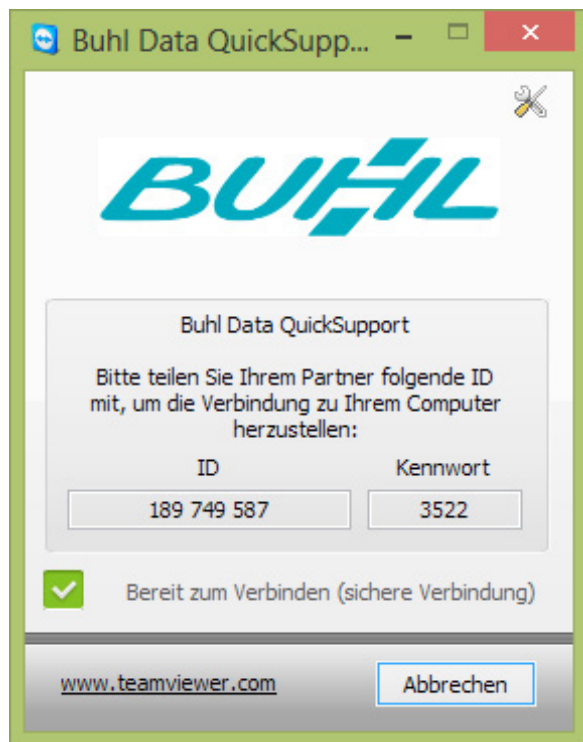 Buhl Data QuickSupp...
BUHL
Buhl Data QuickSupport
Bitte teilen Sie Ihrem Partner folgende ID
mit, um die Verbindung zu Ihrem Computer
herzustellen:
ID Kennwort
189 749 587 3522
Bereit zum Verbinden (sichere Verbindung)
www.teamviewer.com Abbrechen